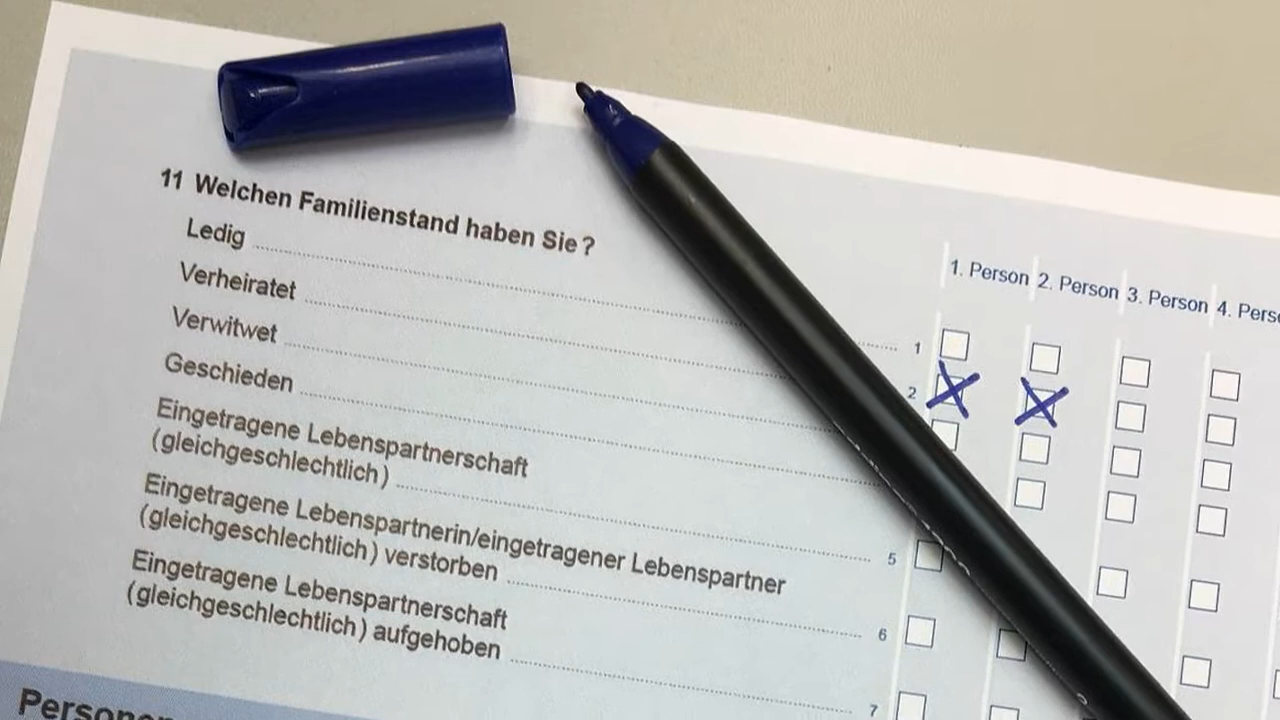 11 Welchen Familienstand haben Sie?
1. Person 2. Person 3. Person 4.
Ledig 1
Verheiratet 2
Verwitwet
Geschieden
Eingetragene Lebenspartnerschaft
(gleichgeschlechtlich) 5
Eingetragene Lebenspartnerin/eingetragener Lebenspartner
(gleichgeschlechtlich) verstorben 6
Eingetragene Lebenspartnerschaft
(gleichgeschlechtlich) aufgehoben 7